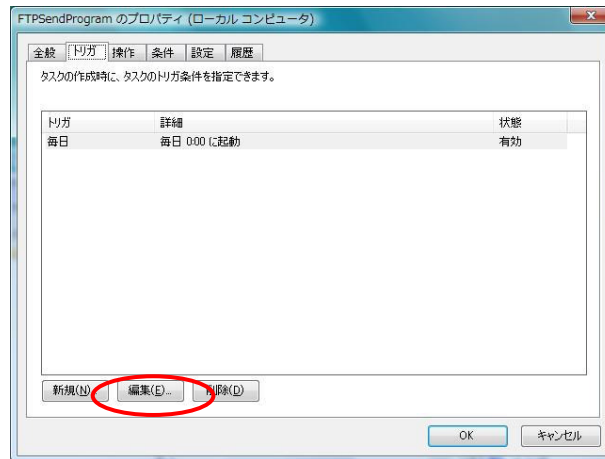 FTPSendProgram のプロパティ (ローカル コンピュータ)
全般 トリガ 操作 条件 設定 履歴
タスクの作成時に、タスクのトリガ条件を指定できます。
トリガ 詳細 状態
毎日 毎日 0:00 に起動 有効
新規(N)... 編集(E)... 削除(D)
OK キャンセル